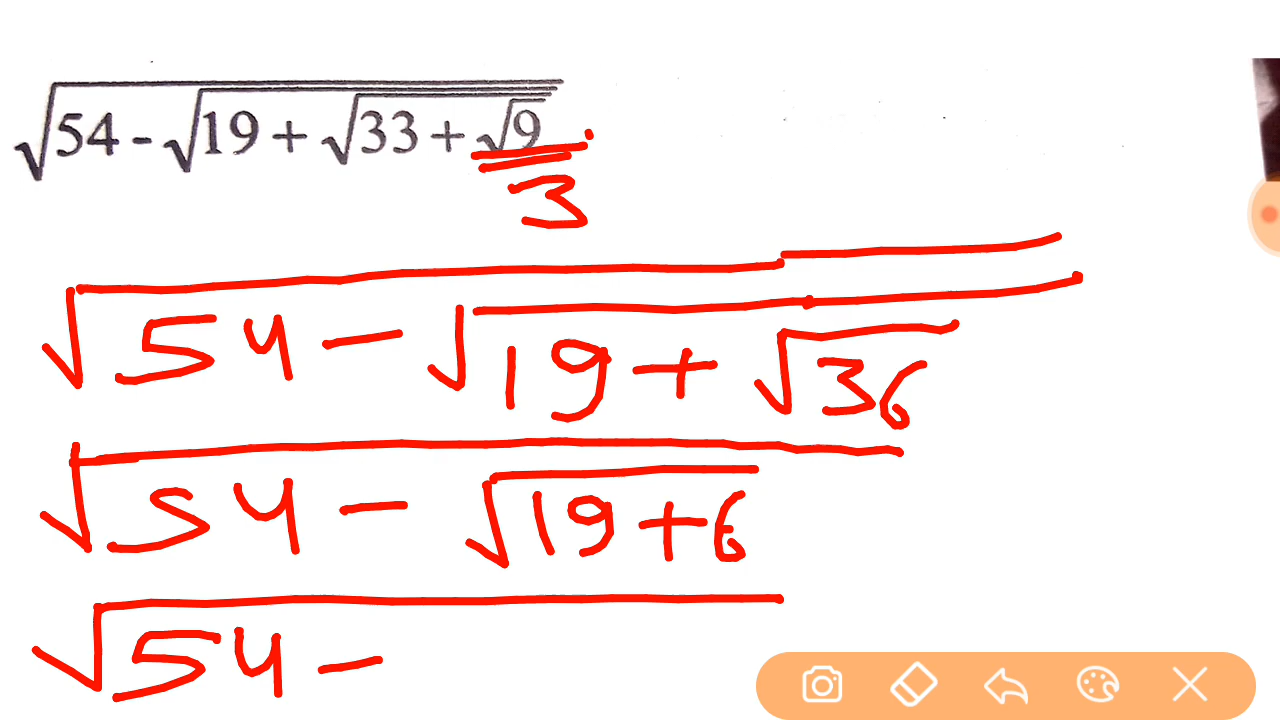 √54 - √19 + √33 + √9
3
√54 - √19 + √36
√54 - √19 + 6
√54 -